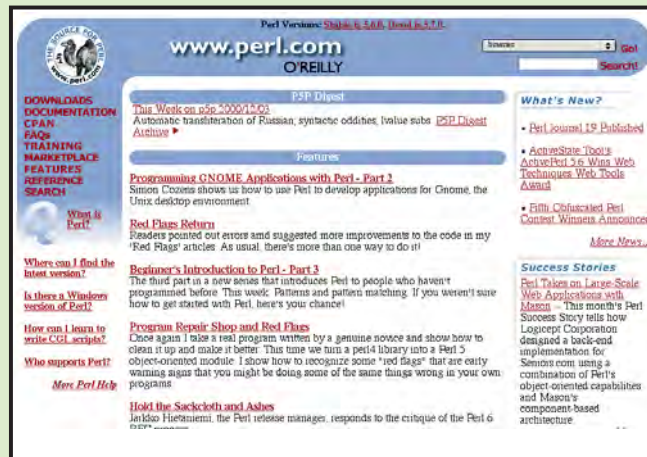 Perl Versions: Stable is 5.6.0. Devel is 5.7.0.
THE SOURCE FOR PERL
www.perl.com
www.perl.com
O'REILLY
binaries
Go!
Search!
DOWNLOADS
DOCUMENTATION
CPAN
FAQs
TRAINING
MARKETPLACE
FEATURES
REFERENCE
SEARCH
Q
What is
Perl?
Where can I find the
latest version?
Is there a Windows
version of Perl?
How can I learn to
write CGI scripts?
Who supports Perl?
More Perl Help
P5P Digest
This Week on p5p 2000/12/03
Automatic transliteration of Russian, syntactic oddities, lvalue subs P5P Digest
Archive
Features
Programming GNOME Applications with Perl - Part 2
Simon Cozens shows us how to use Perl to develop applications for Gnome, the
Unix desktop environment
Red Flags Return
Readers pointed out errors and suggested more improvements to the code in my
'Red Flags' articles. As usual, there's more than one way to do it!
Beginner's Introduction to Perl - Part 3
The third part in a new series that introduces Perl to people who haven't
programmed before. This week: Patterns and pattern matching. If you weren't sure
how to get started with Perl, here's your chance!
Program Repair Shop and Red Flags
Once again I take a real program written by a genuine novice and show how to
clean it up and make it better. This time we turn a perl4 library into a Perl 5
object-oriented module. I show how to recognize some "red flags" that are early
warning signs that you might be doing some of the same things wrong in your own
programs
Hold the Sackcloth and Ashes
Jarkko Hietaniemi, the Perl release manager, responds to the critique of the Perl 6
What's New?
• Perl Journal 19 Published
• ActiveState Tool's
ActivePerl 5.6 Wins Web
Techniques Web Tools
Award
• Fifth Obfuscated Perl
Contest Winners Announced
More News...
Success Stories
Perl Takes on Large-Scale
Web Applications with
Mason -- This month's Perl
Success Story tells how
Logicept Corporation
designed a back-end
implementation for
Seniors.com using a
combination of Perl's
object-oriented capabilities
and Mason's
component-based
architecture